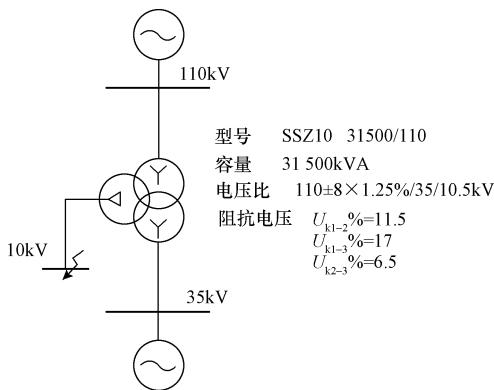 110kV
型号 SSZ10 31500/110
容量 31 500kVA
电压比 110±8×1.25%/35/10.5kV
阻抗电压 Uk1-2%=11.5
Uk1-3%=17
Uk2-3%=6.5
10kV
35kV